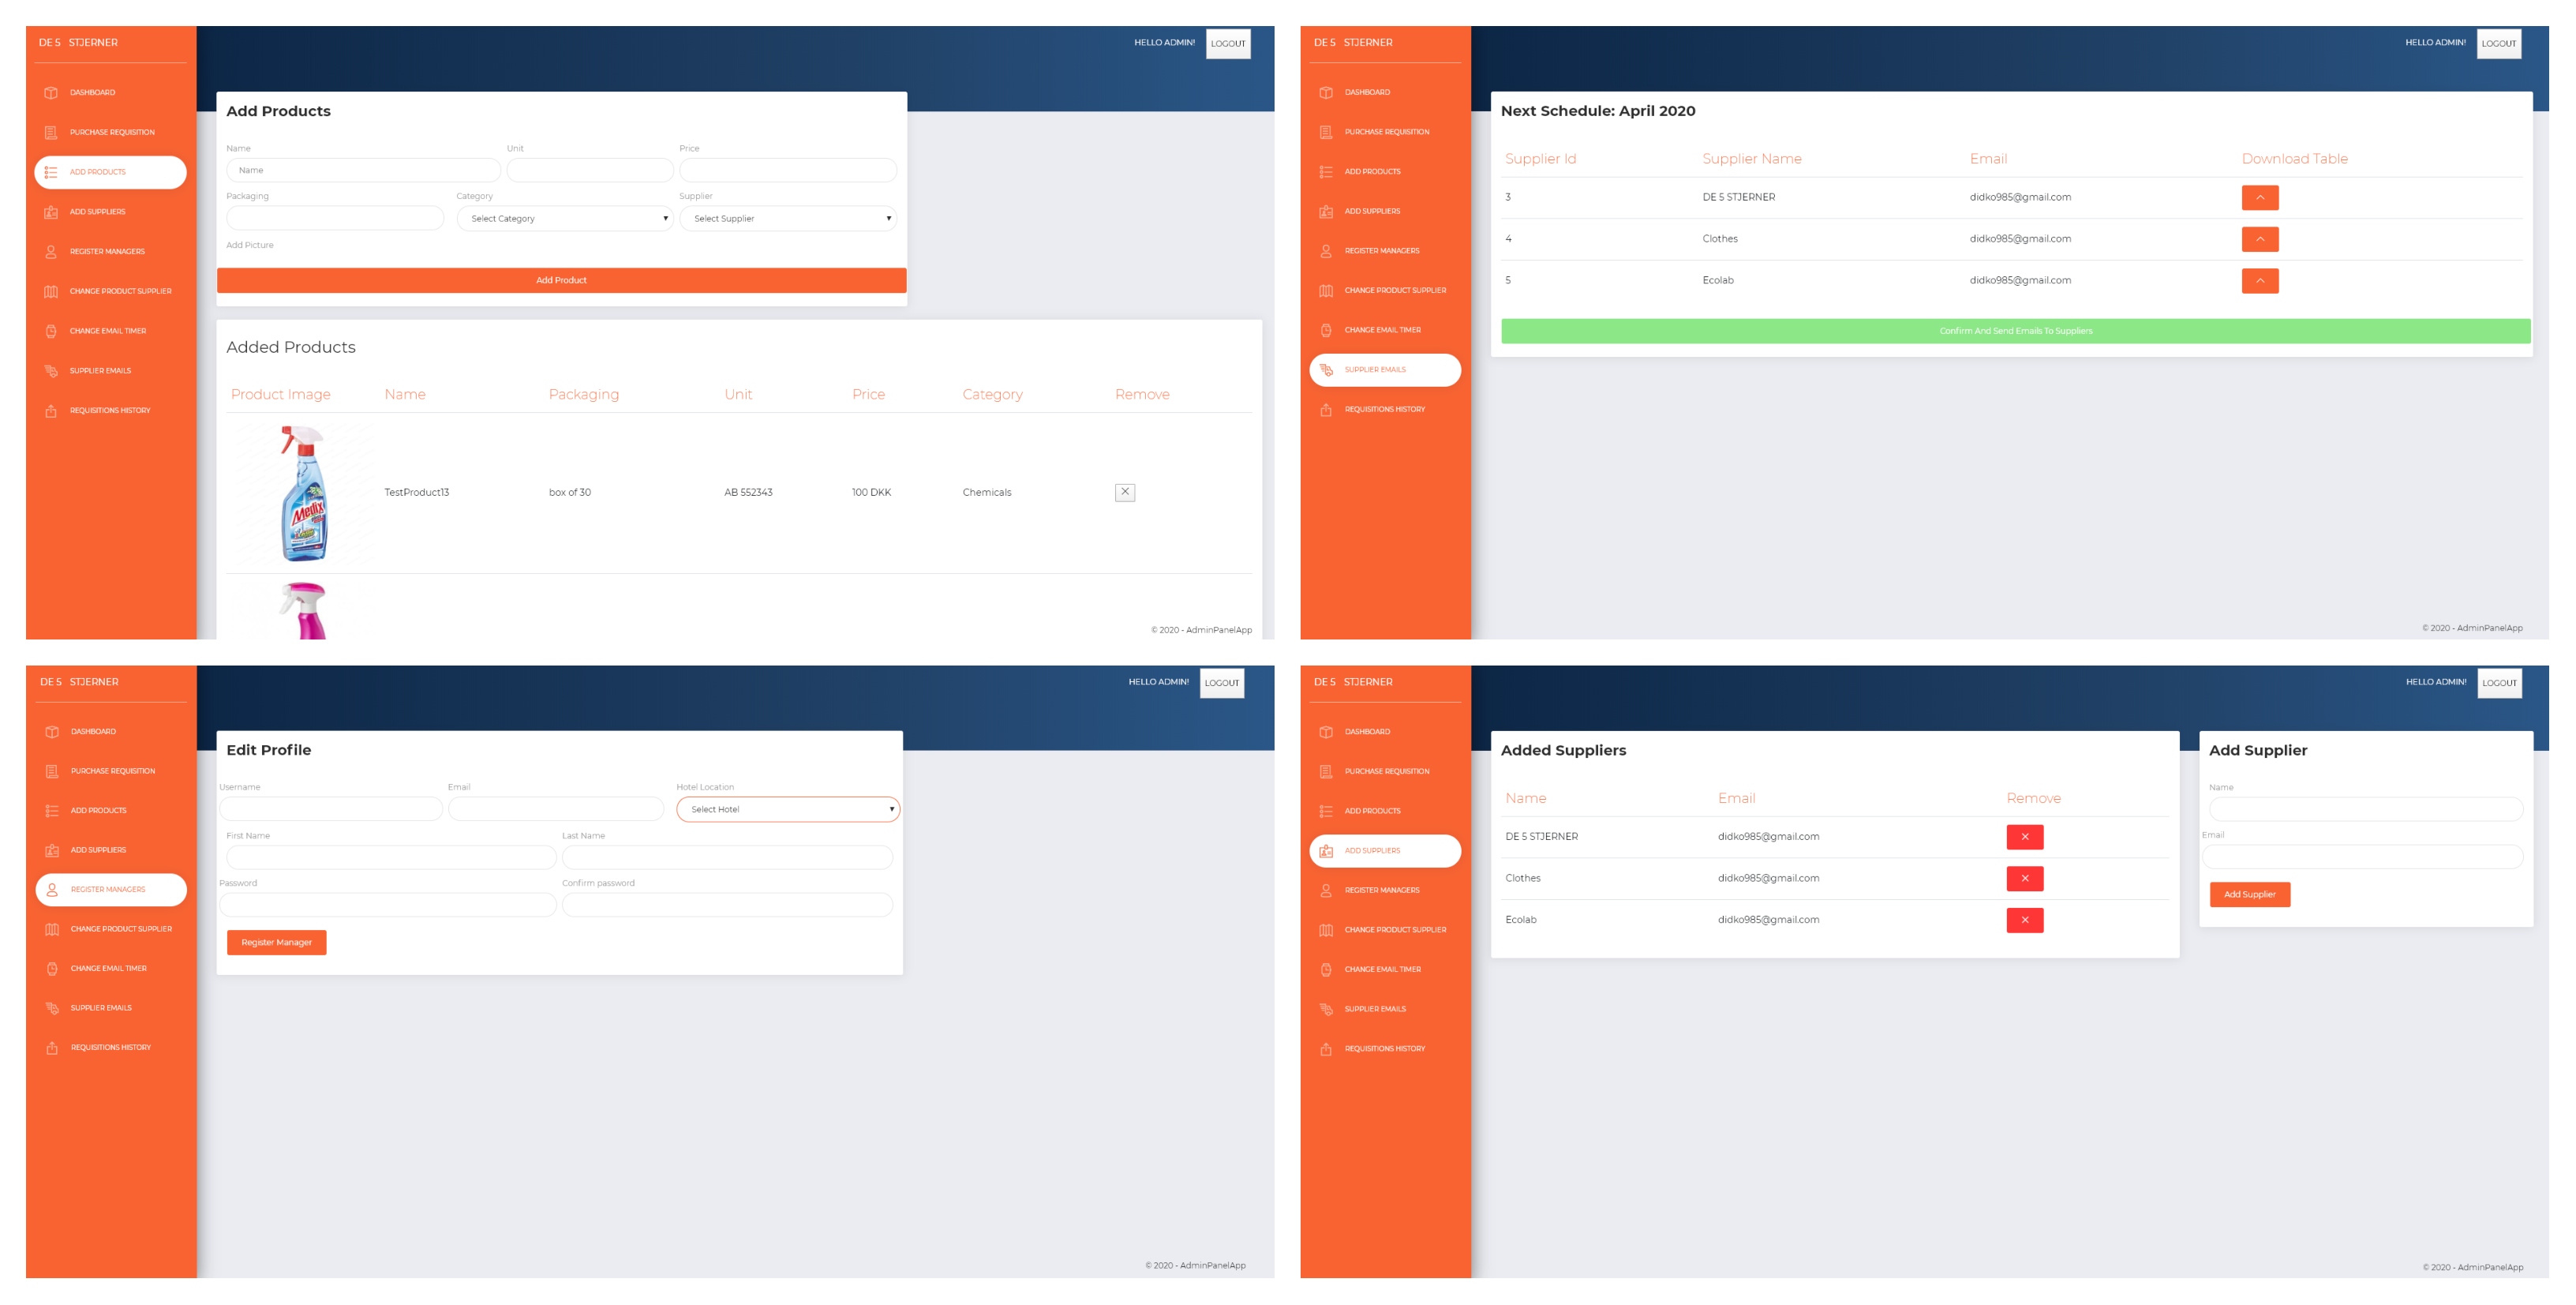 DE 5 STJERNER
HELLO ADMIN!
LOGOUT
DASHBOARD
PURCHASE REQUISITION
ADD PRODUCTS
ADD SUPPLIERS
REGISTER MANAGERS
CHANGE PRODUCT SUPPLIER
CHANGE EMAIL TIMER
SUPPLIER EMAILS
REQUISITIONS HISTORY
Add Products
Name Unit Price
Name
Packaging Category Supplier
Select Category Select Supplier
Add Picture
Add Product
Added Products
Product Image Name Packaging Unit Price Category Remove
Medix
TestProduct13 box of 30 AB 552343 100 DKK Chemicals
© 2020 - AdminPanelApp
DE 5 STJERNER
HELLO ADMIN!
LOGOUT
DASHBOARD
PURCHASE REQUISITION
ADD PRODUCTS
ADD SUPPLIERS
REGISTER MANAGERS
CHANGE PRODUCT SUPPLIER
CHANGE EMAIL TIMER
SUPPLIER EMAILS
REQUISITIONS HISTORY
Next Schedule: April 2020
Supplier Id Supplier Name Email Download Table
3 DE 5 STJERNER didko985@gmail.com
4 Clothes didko985@gmail.com
5 Ecolab didko985@gmail.com
Confirm And Send Emails To Suppliers
© 2020 - AdminPanelApp
DE 5 STJERNER
HELLO ADMIN!
LOGOUT
DASHBOARD
PURCHASE REQUISITION
ADD PRODUCTS
ADD SUPPLIERS
REGISTER MANAGERS
CHANGE PRODUCT SUPPLIER
CHANGE EMAIL TIMER
SUPPLIER EMAILS
REQUISITIONS HISTORY
Edit Profile
Username Email Hotel Location
Select Hotel
First Name Last Name
Password Confirm password
Register Manager
© 2020 - AdminPanelApp
DE 5 STJERNER
HELLO ADMIN!
LOGOUT
DASHBOARD
PURCHASE REQUISITION
ADD PRODUCTS
ADD SUPPLIERS
REGISTER MANAGERS
CHANGE PRODUCT SUPPLIER
CHANGE EMAIL TIMER
SUPPLIER EMAILS
REQUISITIONS HISTORY
Added Suppliers
Name Email Remove
DE 5 STJERNER didko985@gmail.com
Clothes didko985@gmail.com
Ecolab didko985@gmail.com
Add Supplier
Name
Email
Add Supplier
© 2020 - AdminPanelApp